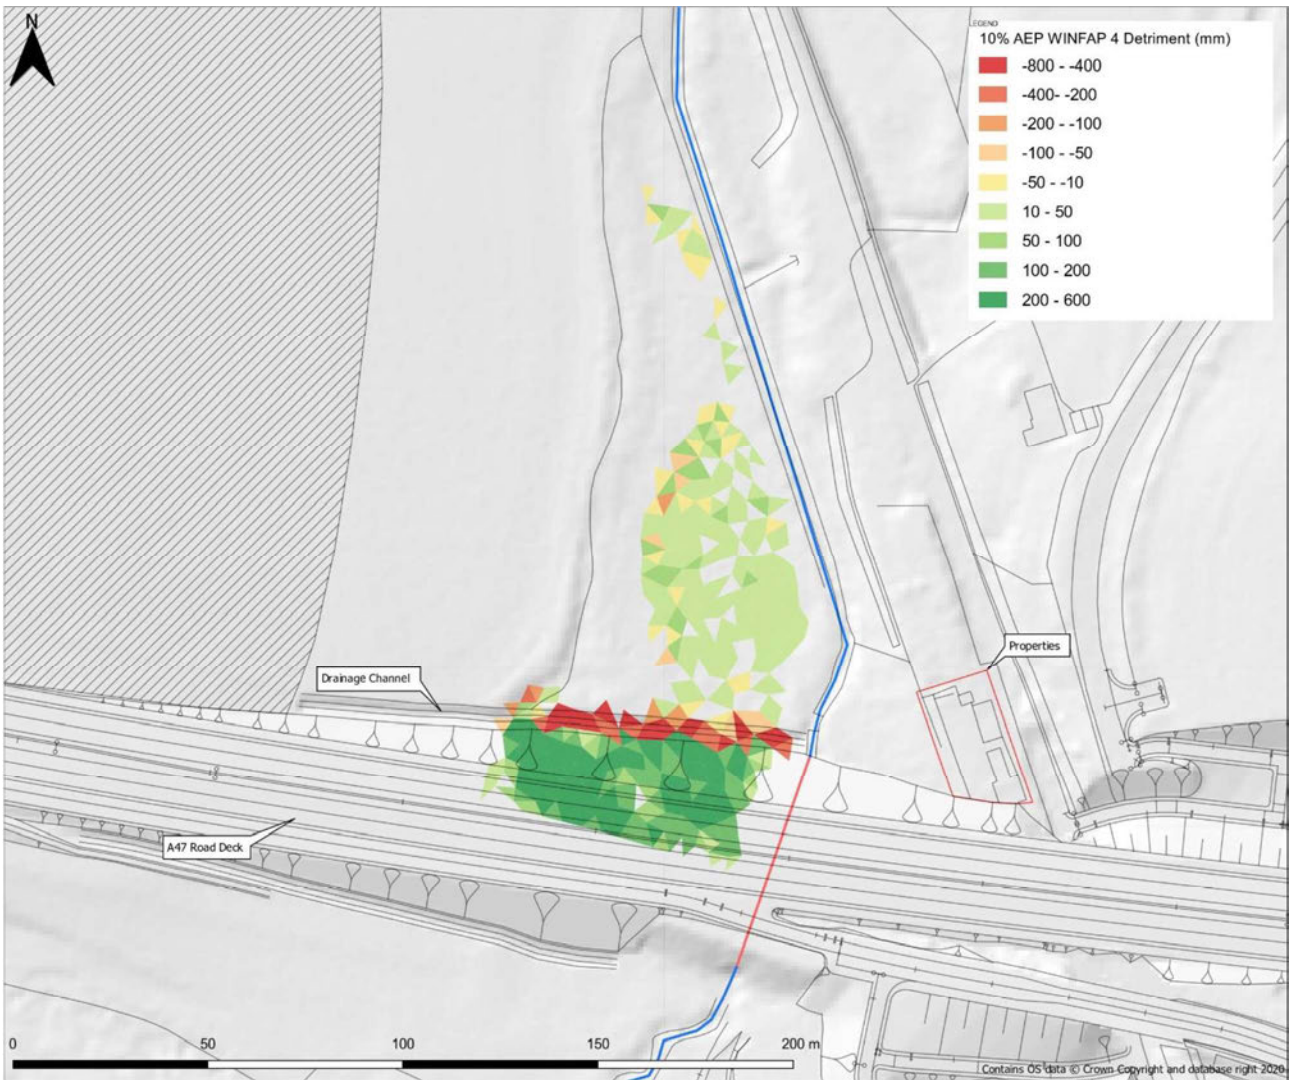 N
LEGEND
10% AEP WINFAP 4 Detriment (mm)
-800 - -400
-400- -200
-200 - -100
-100 - -50
-50 - -10
10 - 50
50 - 100
100 - 200
200 - 600
Properties
Drainage Channel
A47 Road Deck
0 50 100 150 200 m
Contains OS data © Crown Copyright and database right 2020